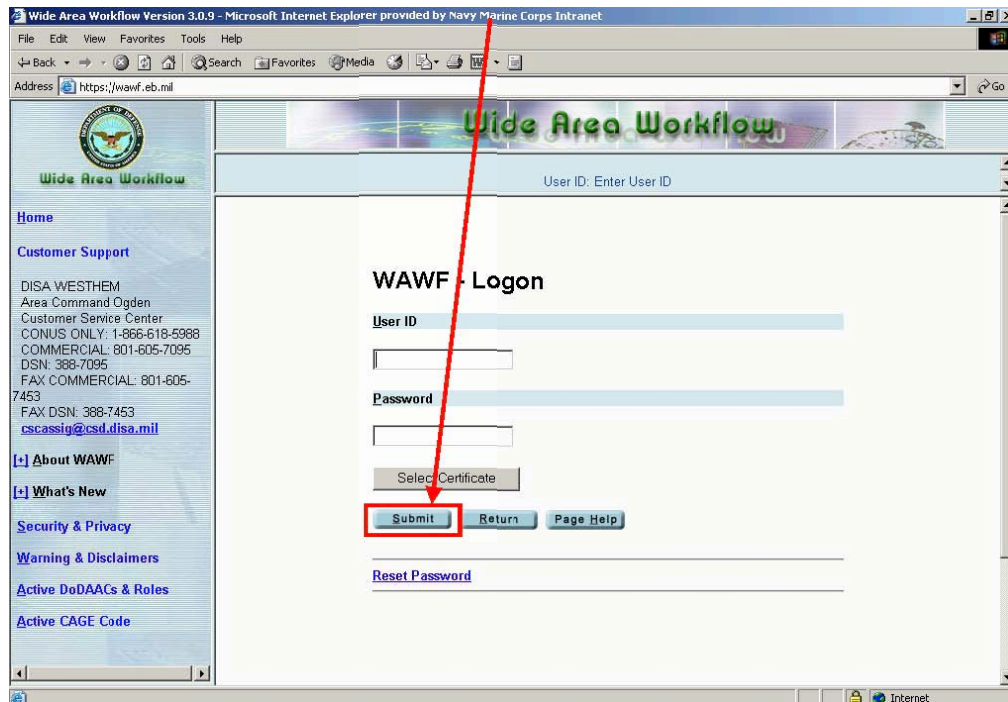 Wide Area Workflow Version 3.0.9 - Microsoft Internet Explorer provided by Navy Marine Corps Intranet
File Edit View Favorites Tools Help
Back Search Favorites Media
Address https://wawf.eb.mil Go
Wide Area Workflow
Wide Area Workflow
User ID: Enter User ID
Home
Customer Support
DISA WESTHEM
Area Command Ogden
Customer Service Center
CONUS ONLY: 1-866-618-5988
COMMERCIAL: 801-605-7095
DSN: 388-7095
FAX COMMERCIAL: 801-605-
7453
FAX DSN: 388-7453
cscassig@csd.disa.mil
[+] About WAWF
[+] What's New
Security & Privacy
Warning & Disclaimers
Active DoDAACs & Roles
Active CAGE Code
WAWF - Logon
User ID
Password
Select Certificate
Submit Return Page Help
Reset Password
Internet